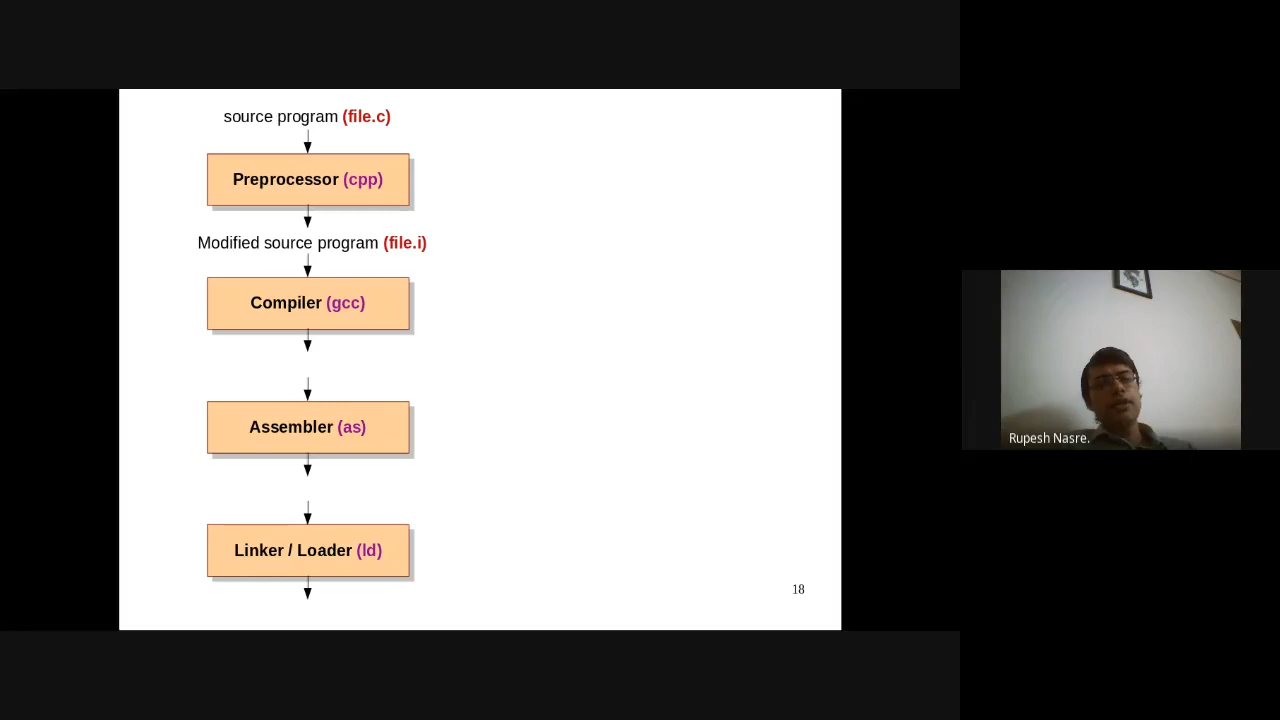 source program (file.c)
Preprocessor (cpp)
Modified source program (file.i)
Compiler (gcc)
Assembler (as)
Linker / Loader (ld)
18
Rupesh Nasre.